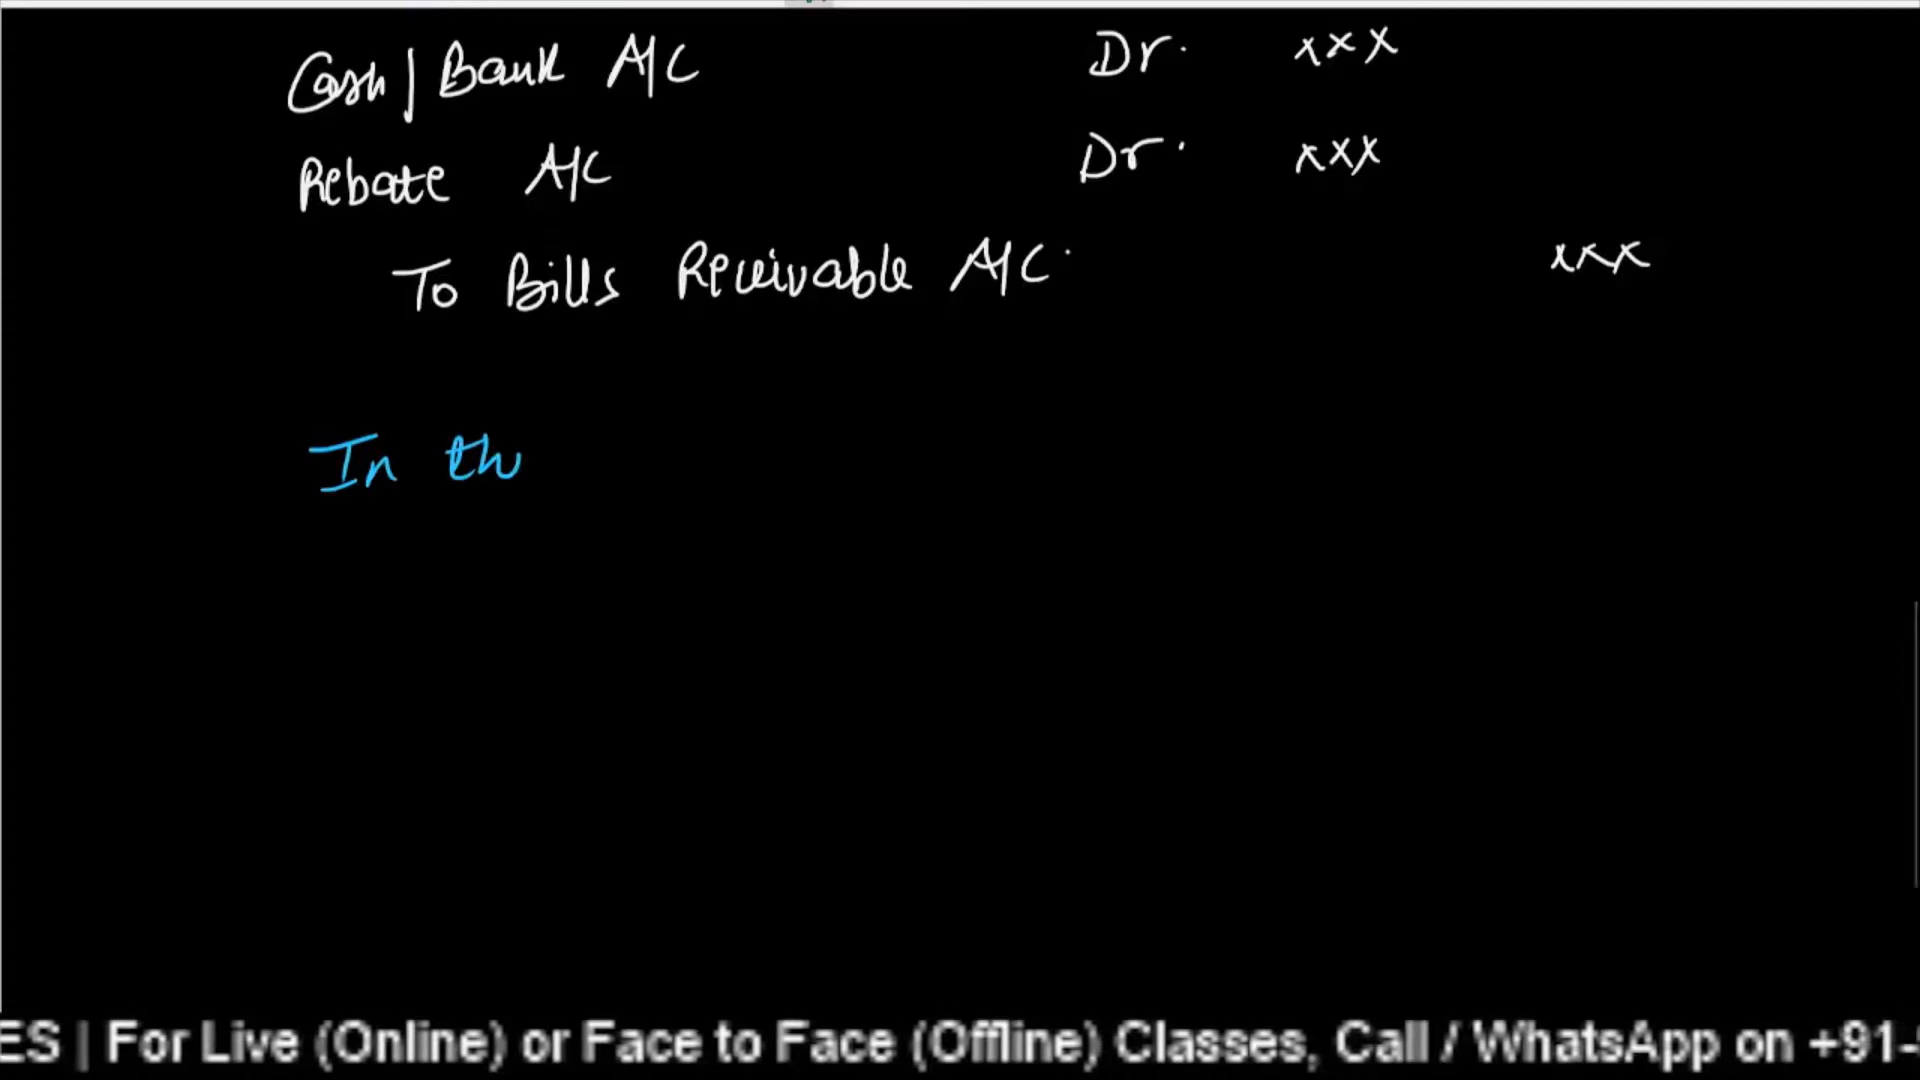 Cash/Bank A/C Dr. xxx
Rebate A/C Dr. xxx
To Bills Receivable A/C. xxx
In the
ES | For Live (Online) or Face to Face (Offline) Classes, Call / WhatsApp on +91-